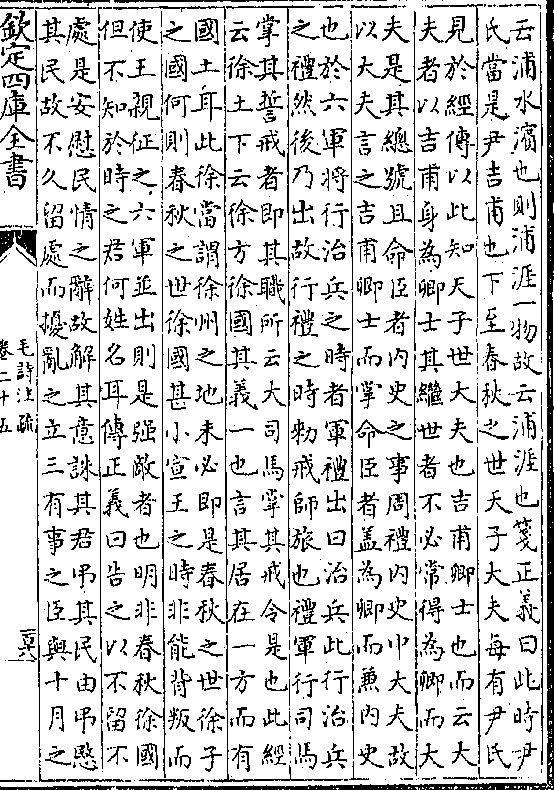 云浦水濵也則浦涯一物故云浦涯也箋正義曰此時尹
氏當是尹吉甫也下至春秋之世天子大夫每有尹氏
見於經傳以此知天子世大夫也吉甫卿士也而云大
夫者以吉甫身為卿士其繼世者不必常得為卿而大
夫是其總號且命臣者内史之事周禮内史中大夫故
以大夫言之吉甫卿士而掌命臣者盖為卿而兼内史
也於六軍將行治兵之時者軍禮出曰治兵此行治兵
之禮然後乃出故行禮之時勑戒師旅也禮軍行司馬
掌其誓戒者即其職所云大司馬掌其戒令是也此經
云徐土下云徐方徐國其義一也言其居在一方而有
國土耳此徐當謂徐州之地未必即是春秋之世徐子
之國何則春秋之世徐國甚小宣王之時非能背叛而
使王親征之六軍並出則是强敵者也明非春秋徐國
但不知於時之君何姓名耳傳正義曰告之以不留不
處是安慰民情之辭故解其意誅其君弔其民由弔愍
其民故不久留處而擾亂之立三有事之臣與十月之
欽定四庫全書
毛詩注疏
卷二十五